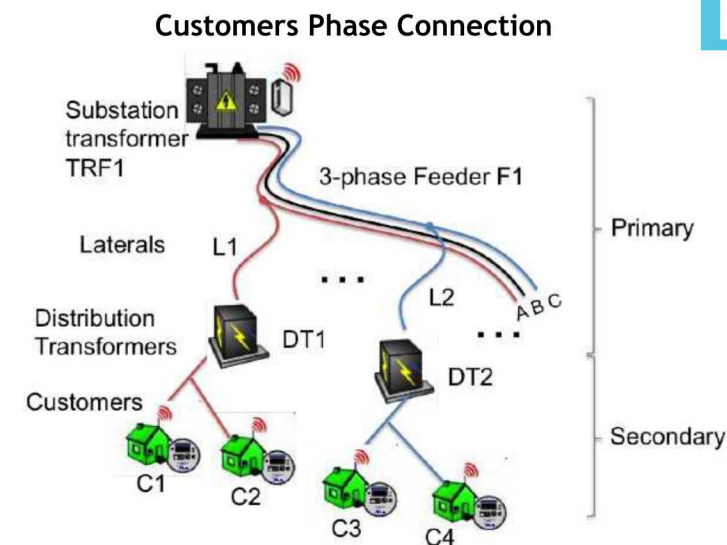 Customers Phase Connection
Substation
transformer
TRF1
3-phase Feeder F1
Primary
Laterals
L1
L2
A B C
Distribution
Transformers
DT1
DT2
Customers
Secondary
C1
C2
C3
C4